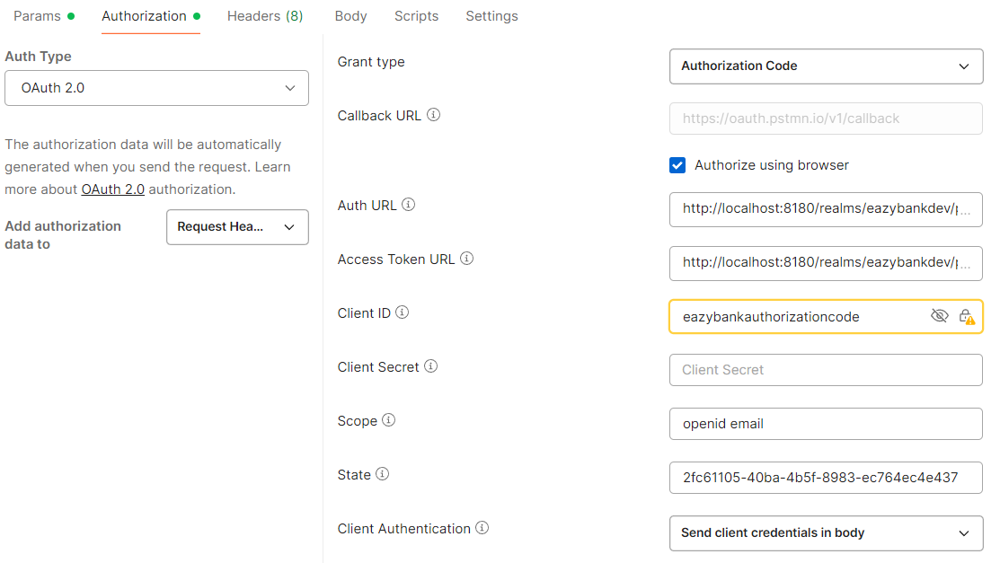 Params Authorization Headers (8) Body Scripts Settings
Auth Type
OAuth 2.0
The authorization data will be automatically
generated when you send the request. Learn
more about OAuth 2.0 authorization.
Add authorization
data to
Request Hea...
Grant type
Authorization Code
Callback URL
https://oauth.pstmn.io/v1/callback
Authorize using browser
Auth URL
http://localhost:8180/realms/eazybankdev/p...
Access Token URL
http://localhost:8180/realms/eazybankdev/p...
Client ID
eazybankauthorizationcode
Client Secret
Client Secret
Scope
openid email
State
2fc61105-40ba-4b5f-8983-ec764ec4e437
Client Authentication
Send client credentials in body